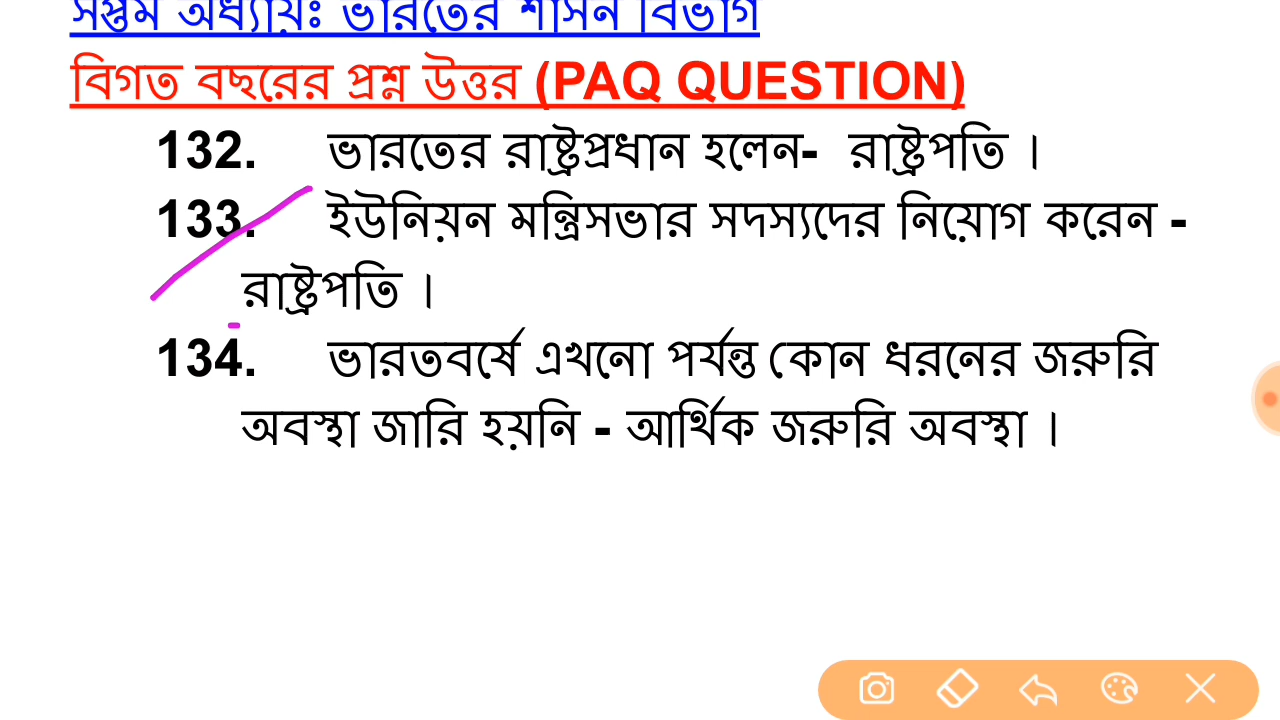 সপ্তম অধ্যায়ঃ ভারতের শাসন বিভাগ
বিগত বছরের প্রশ্ন উত্তর (PAQ QUESTION)
132. ভারতের রাষ্ট্রপ্রধান হলেন- রাষ্ট্রপতি ।
133. ইউনিয়ন মন্ত্রিসভার সদস্যদের নিয়োগ করেন -
রাষ্ট্রপতি ।
134. ভারতবর্ষে এখনো পর্যন্ত কোন ধরনের জরুরি
অবস্থা জারি হয়নি - আর্থিক জরুরি অবস্থা ।